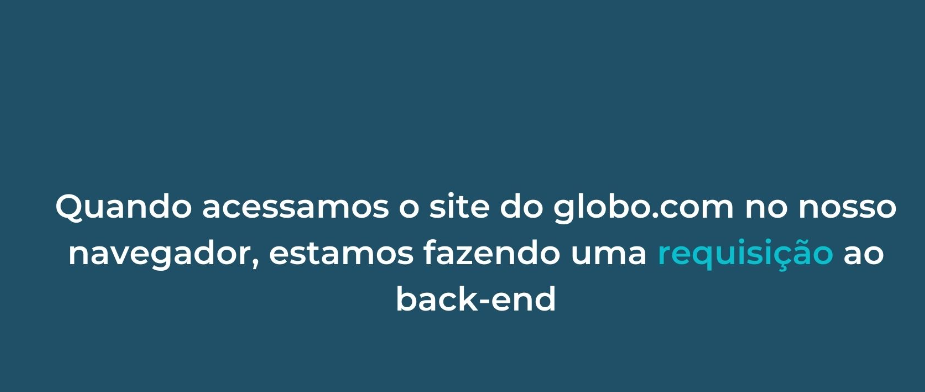 Quando acessamos o site do globo.com no nosso
navegador, estamos fazendo uma requisição ao
back-end